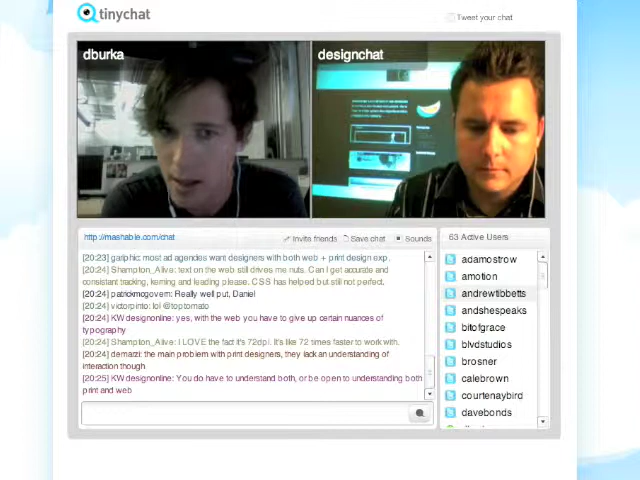 tinychat
Tweet your chat
dburka
designchat
http://mashable.com/chat
Invite friends
Save chat
Sounds
63 Active Users
[20:23] gariphic: most ad agencies want designers with both web + print design exp.
[20:24] Shampton_Alive: text on the web still drives me nuts. Can I get accurate
and consistant tracking, kerning and leading please. CSS has helped but still not perfect.
[20:24] patrickmcgovern: Really well put, Daniel
[20:24] victorpinto: lol @toptomato
[20:24] KW designonline: yes, with the web you have to give up certain nuances of
typography
[20:24] Shampton_Alive: I LOVE the fact it's 72dpi. It's like 72 times faster to work with.
[20:24] demarzi: the main problem with print designers, they lack an understanding of
interaction though
[20:25] KW designonline: You do have to understand both, or be open to understanding both
print and web
adamostrow
amotion
andrewtibbetts
andshespeaks
bitofgrace
blvdstudios
brosner
calebrown
courtenaybird
davebonds